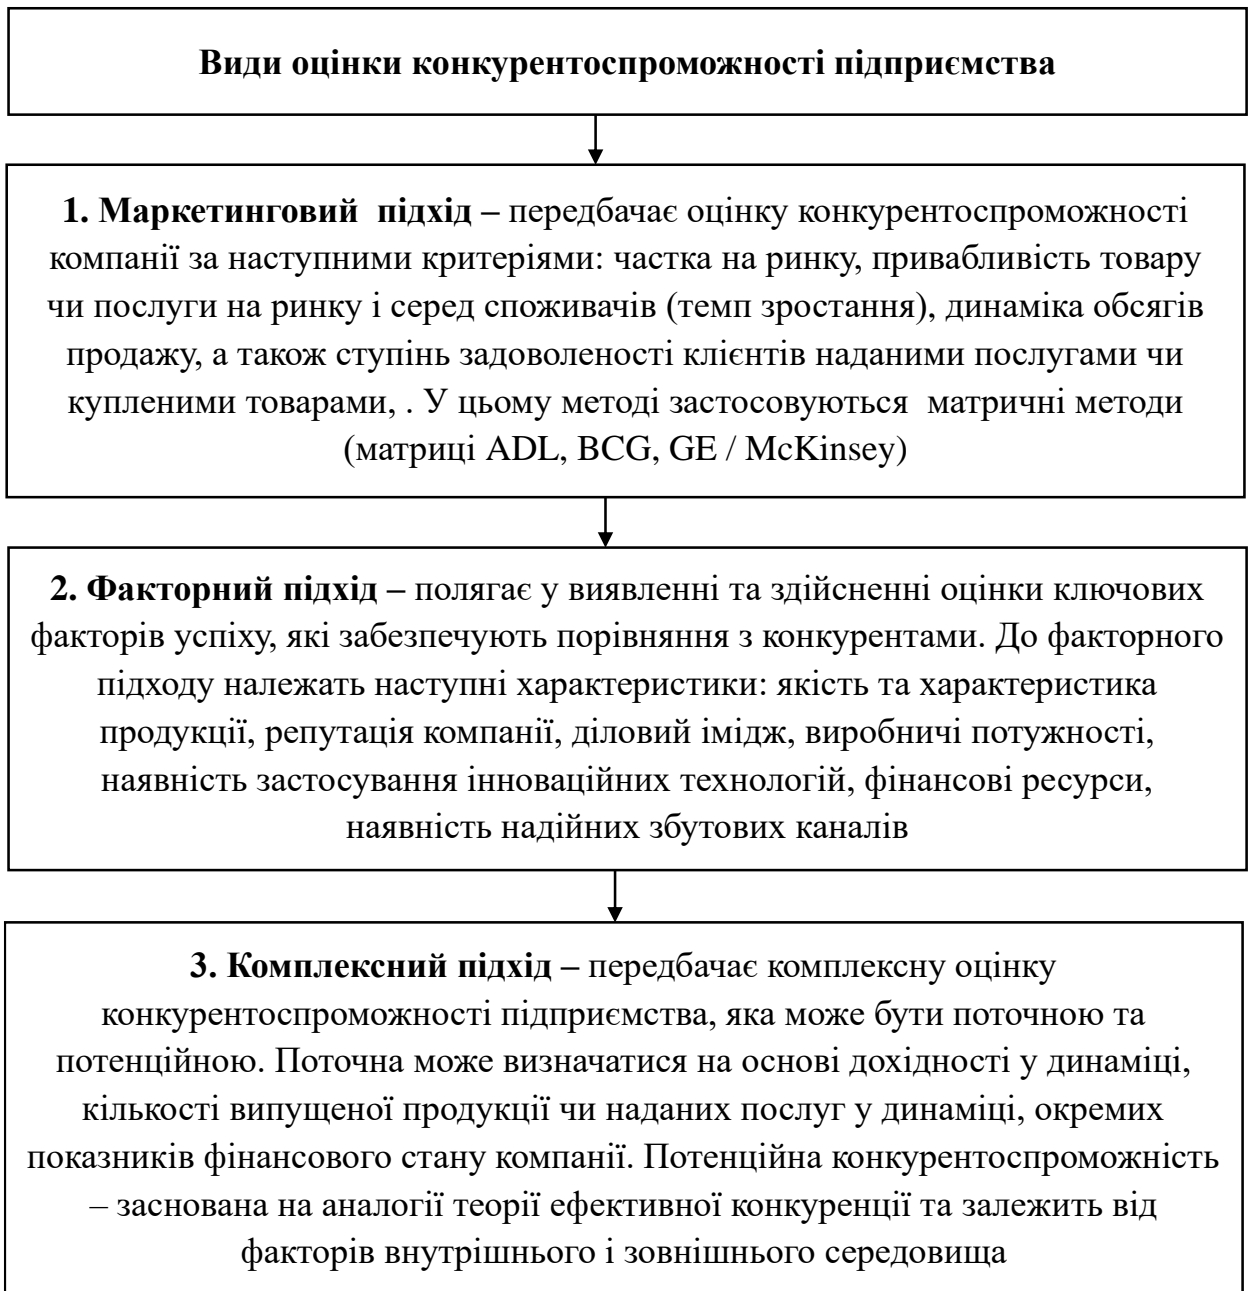 Види оцінки конкурентоспроможності підприємства
1. Маркетинговий підхід – передбачає оцінку конкурентоспроможності
компанії за наступними критеріями: частка на ринку, привабливість товару
чи послуги на ринку і серед споживачів (темп зростання), динаміка обсягів
продажу, а також ступінь задоволеності клієнтів наданими послугами чи
купленими товарами, . У цьому методі застосовуються матричні методи
(матриці ADL, BCG, GE / McKinsey)
2. Факторний підхід – полягає у виявленні та здійсненні оцінки ключових
факторів успіху, які забезпечують порівняння з конкурентами. До факторного
підходу належать наступні характеристики: якість та характеристика
продукції, репутація компанії, діловий імідж, виробничі потужності,
наявність застосування інноваційних технологій, фінансові ресурси,
наявність надійних збутових каналів
3. Комплексний підхід – передбачає комплексну оцінку
конкурентоспроможності підприємства, яка може бути поточною та
потенційною. Поточна може визначатися на основі дохідності у динаміці,
кількості випущеної продукції чи наданих послуг у динаміці, окремих
показників фінансового стану компанії. Потенційна конкурентоспроможність
– заснована на аналогії теорії ефективної конкуренції та залежить від
факторів внутрішнього і зовнішнього середовища